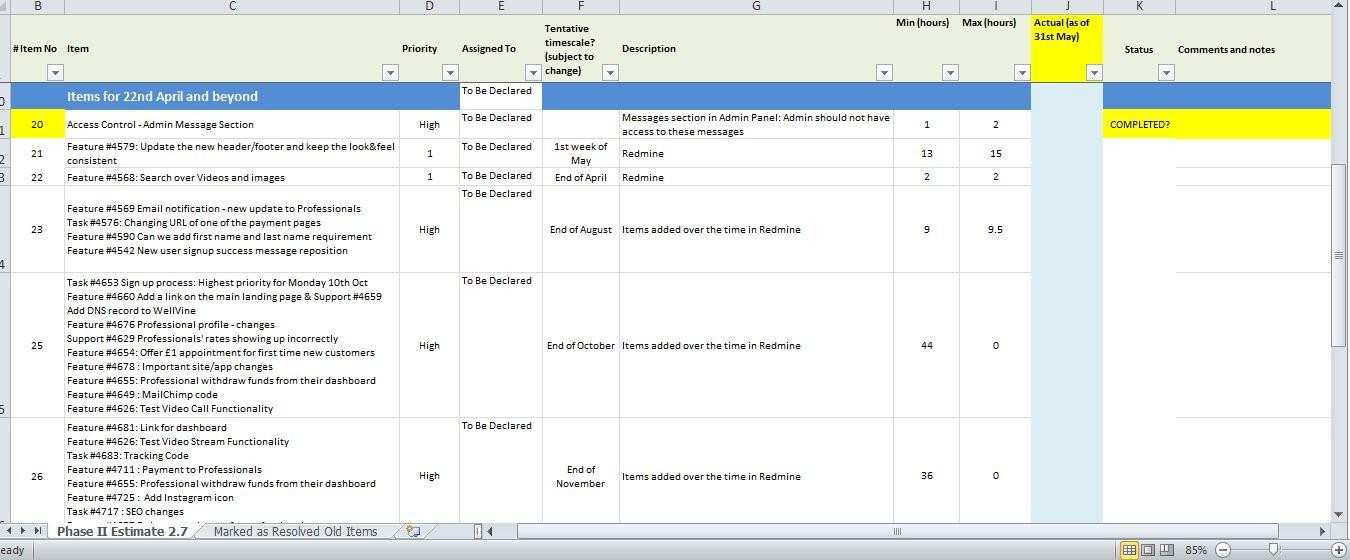 B C D E F G H I J K L
# Item No Item Priority Assigned To Tentative timescale? (subject to change) Description Min (hours) Max (hours) Actual (as of 31st May) Status Comments and notes
Items for 22nd April and beyond To Be Declared
20 Access Control - Admin Message Section High To Be Declared Messages section in Admin Panel: Admin should not have
access to these messages 1 2 COMPLETED?
21 Feature #4579: Update the new header/footer and keep the look&feel
consistent 1 To Be Declared 1st week of
May Redmine 13 15
22 Feature #4568: Search over Videos and images 1 To Be Declared End of April Redmine 2 2
To Be Declared
Feature #4569 Email notification - new update to Professionals
Task #4576: Changing URL of one of the payment pages
23 Feature #4590 Can we add first name and last name requirement High End of August Items added over the time in Redmine 9 9.5
Feature #4542 New user signup success message reposition
Task #4653 Sign up process: Highest priority for Monday 10th Oct To Be Declared
Feature #4660 Add a link on the main landing page & Support #4659
Add DNS record to WellVine
Feature #4676 Professional profile - changes
Support #4629 Professionals' rates showing up incorrectly
25 Feature #4654: Offer £1 appointment for first time new customers High End of October Items added over the time in Redmine 44 0
Feature #4678 : Important site/app changes
Feature #4655: Professional withdraw funds from their dashboard
Feature #4649 : MailChimp code
Feature #4626: Test Video Call Functionality
Feature #4681: Link for dashboard To Be Declared
Feature #4626: Test Video Stream Functionality
Task #4683: Tracking Code
Feature #4711 : Payment to Professionals
26 Feature #4655: Professional withdraw funds from their dashboard High End of
November Items added over the time in Redmine 36 0
Feature #4725 : Add Instagram icon
Task #4717 : SEO changes
Phase II Estimate 2.7 Marked as Resolved Old Items
eady 85%